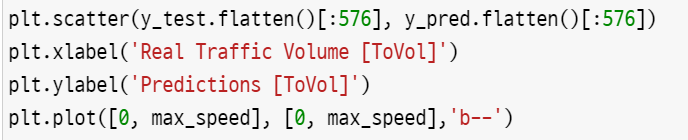 plt.scatter(y_test.flatten()[:576], y_pred.flatten()[:576])
plt.xlabel('Real Traffic Volume [ToVol]')
plt.ylabel('Predictions [ToVol]')
plt.plot([0, max_speed], [0, max_speed],'b--')